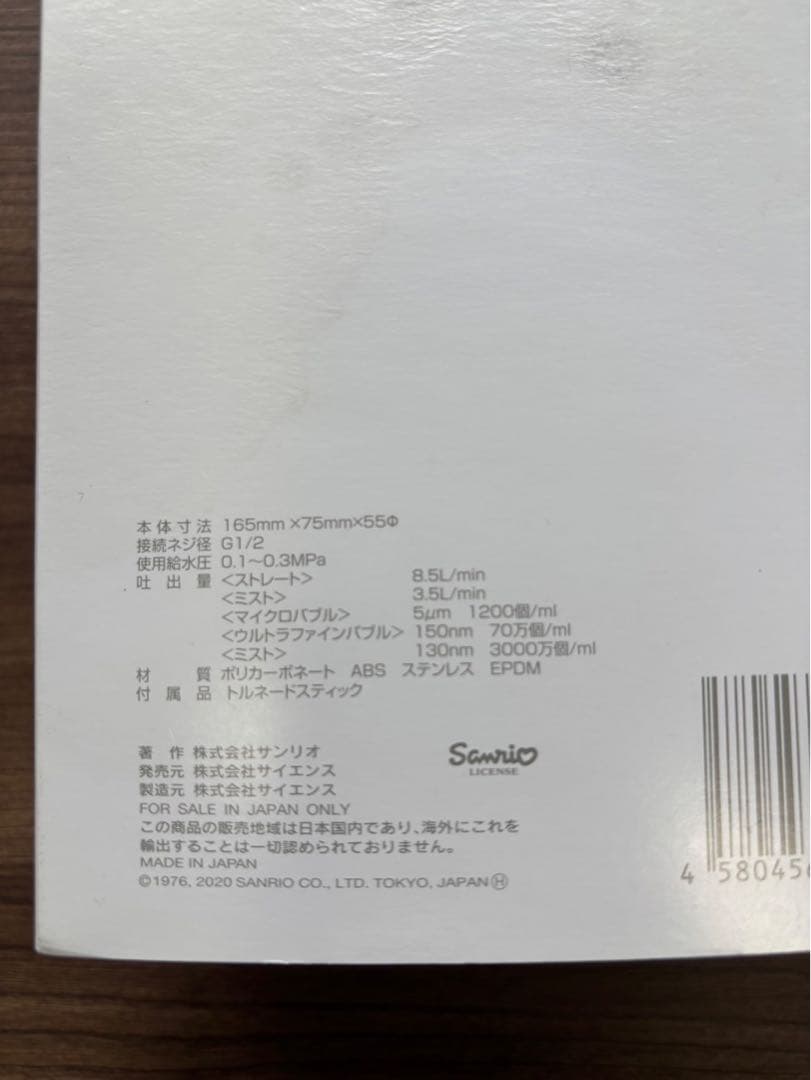 本体寸法 165mm×75mm×55Φ
接続ネジ径 G1/2
使用給水圧 0.1～0.3MPa
吐出量 <ストレート> 8.5L/min
<ミスト> 3.5L/min
<マイクロバブル> 5μm 1200個/ml
<ウルトラファインバブル> 150nm 70万個/ml
<ミスト> 130nm 3000万個/ml
材質 ポリカーボネート ABS ステンレス EPDM
付属品 トルネードスティック
著作 株式会社サンリオ
発売元 株式会社サイエンス
製造元 株式会社サイエンス
FOR SALE IN JAPAN ONLY
この商品の販売地域は日本国内であり、海外にこれを
輸出することは一切認められておりません。
MADE IN JAPAN
©1976, 2020 SANRIO CO., LTD. TOKYO, JAPAN Ⓗ
Sanrio
LICENSE
4 580456